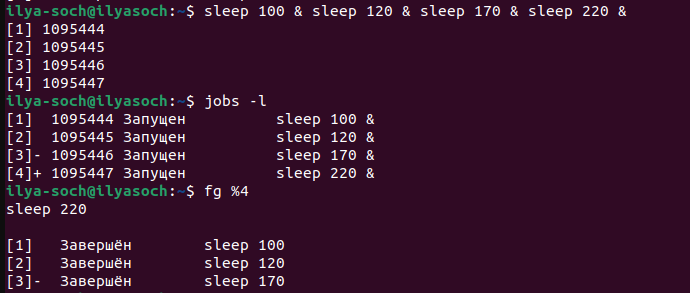 ilya-soch@ilyasoch:~$ sleep 100 & sleep 120 & sleep 170 & sleep 220 &
[1] 1095444
[2] 1095445
[3] 1095446
[4] 1095447
ilya-soch@ilyasoch:~$ jobs -l
[1]  1095444 Запущен          sleep 100 &
[2]  1095445 Запущен          sleep 120 &
[3]- 1095446 Запущен          sleep 170 &
[4]+ 1095447 Запущен          sleep 220 &
ilya-soch@ilyasoch:~$ fg %4
sleep 220
[1]   Завершён        sleep 100
[2]   Завершён        sleep 120
[3]-  Завершён        sleep 170